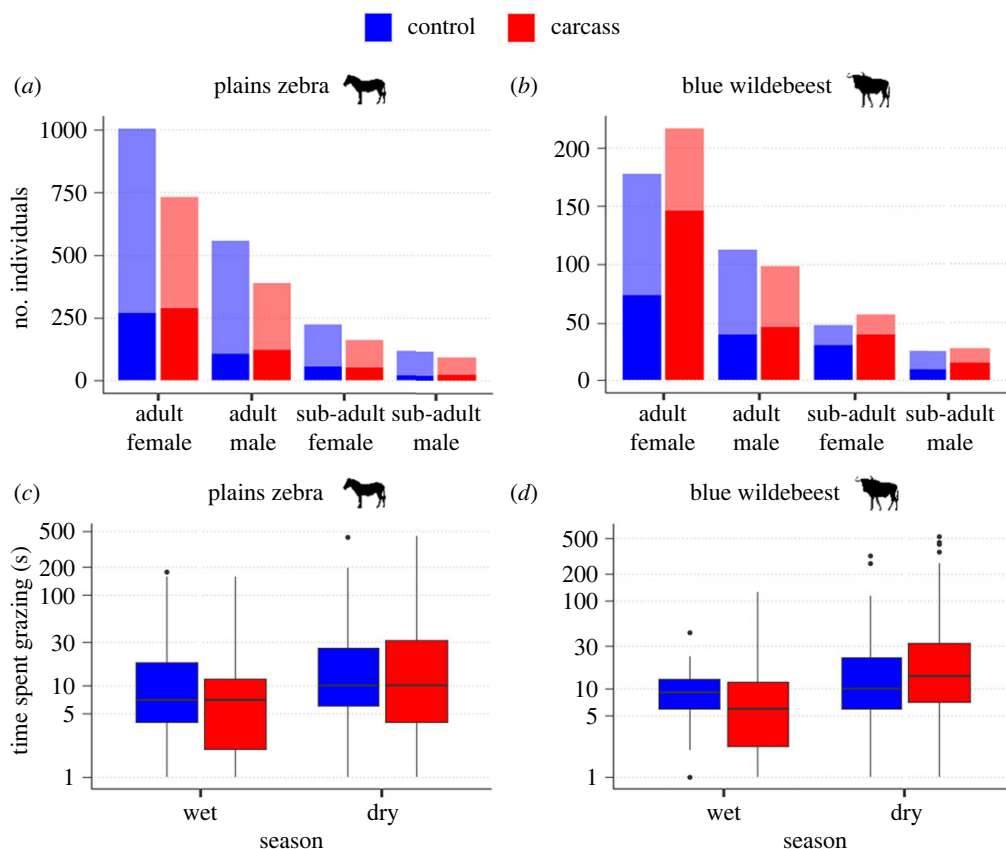 control carcass
(a) plains zebra
(b) blue wildebeest
no. individuals
1000
750
500
250
0
200
150
100
50
0
adult female
adult male
sub-adult female
sub-adult male
adult female
adult male
sub-adult female
sub-adult male
(c) plains zebra
(d) blue wildebeest
time spent grazing (s)
500
200
100
30
10
5
1
500
200
100
30
10
5
1
wet dry
season
wet dry
season